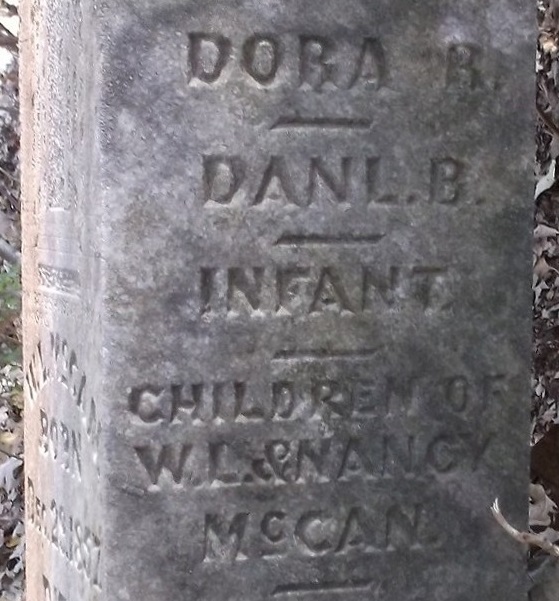 DORA R.
DANL. B.
INFANT.
CHILDREN OF
W. L. & NANCY
McCAN.
BORN